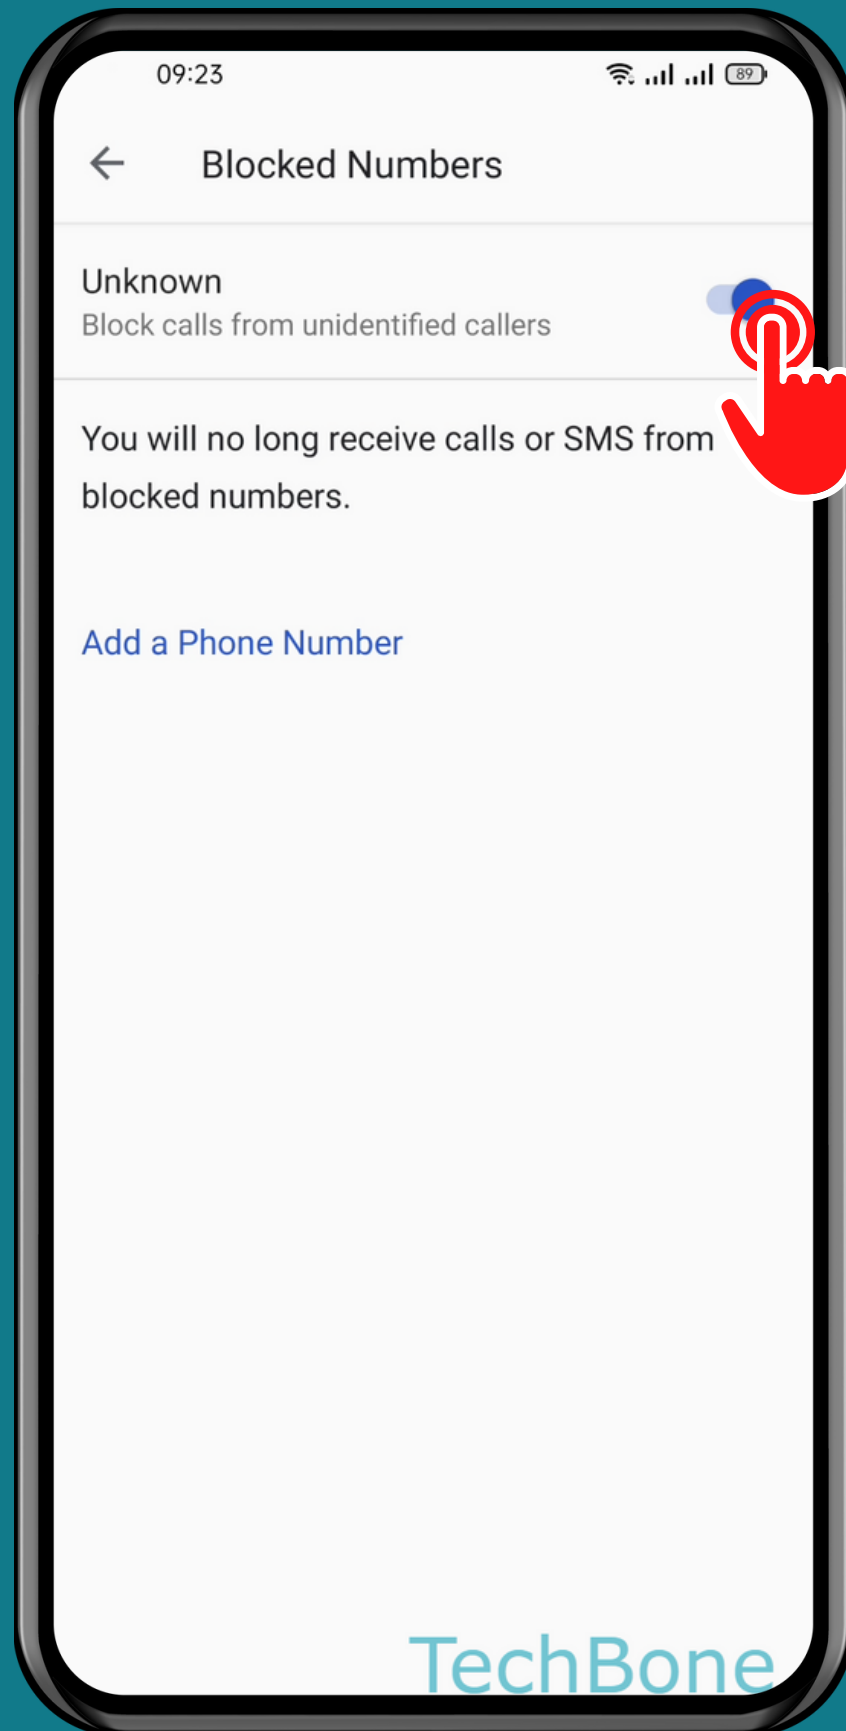 09:23
89
Blocked Numbers
Unknown
Block calls from unidentified callers
You will no long receive calls or SMS from
blocked numbers.
Add a Phone Number
TechBone